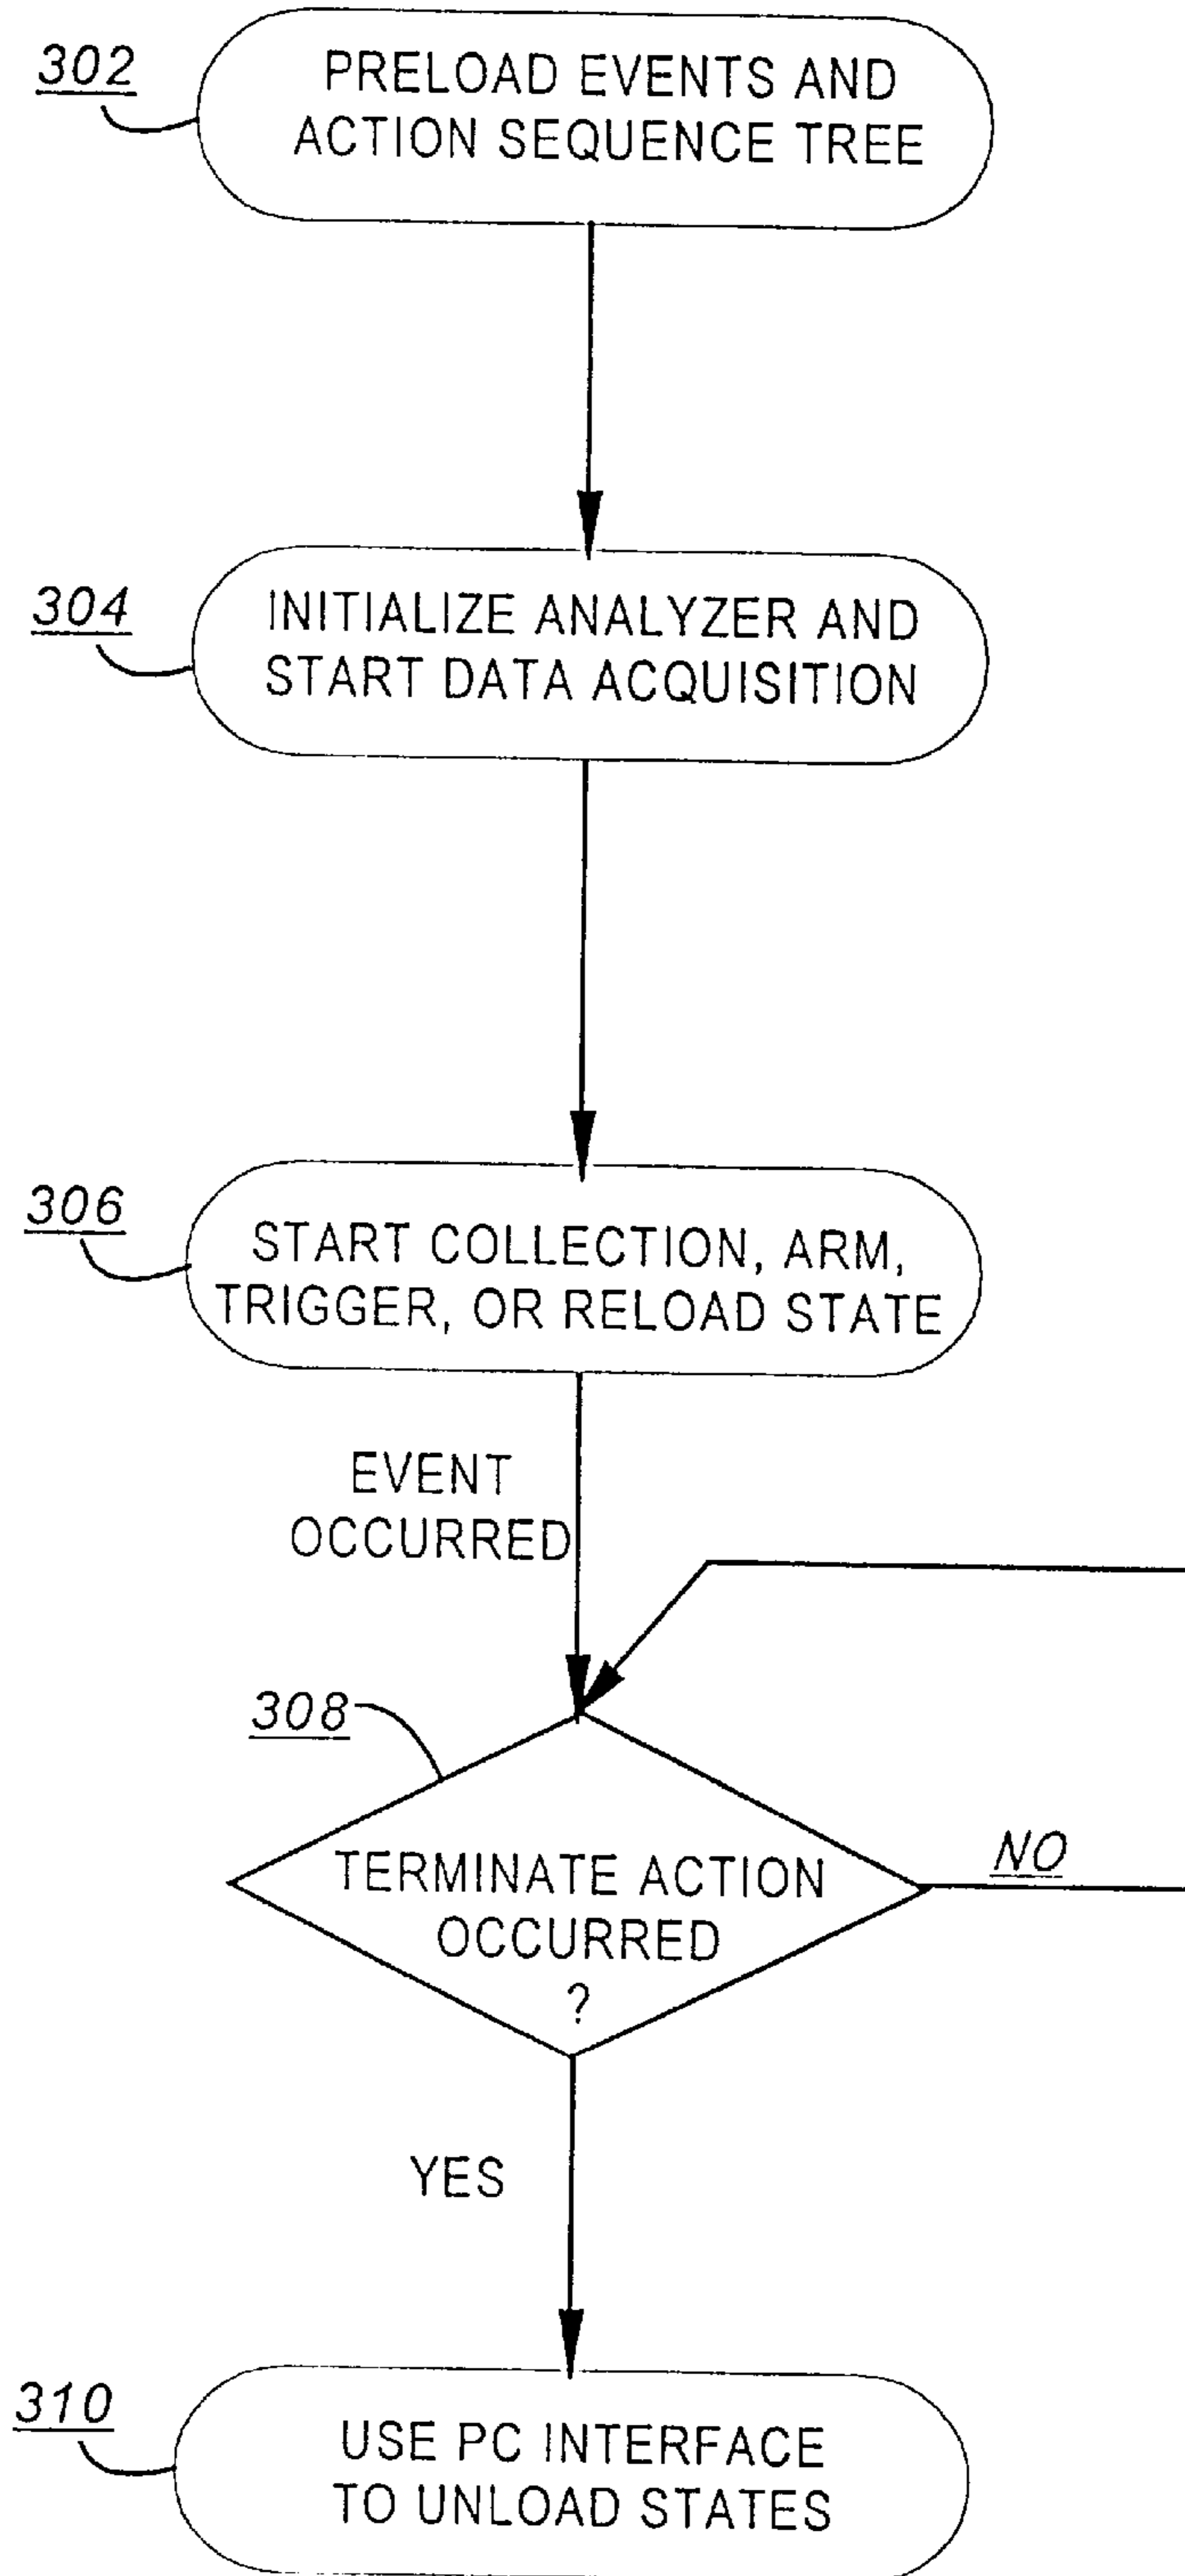 302
PRELOAD EVENTS AND
ACTION SEQUENCE TREE
304
INITIALIZE ANALYZER AND
START DATA ACQUISITION
306
START COLLECTION, ARM,
TRIGGER, OR RELOAD STATE
EVENT
OCCURRED
308
TERMINATE ACTION
OCCURRED
?
NO
YES
310
USE PC INTERFACE
TO UNLOAD STATES